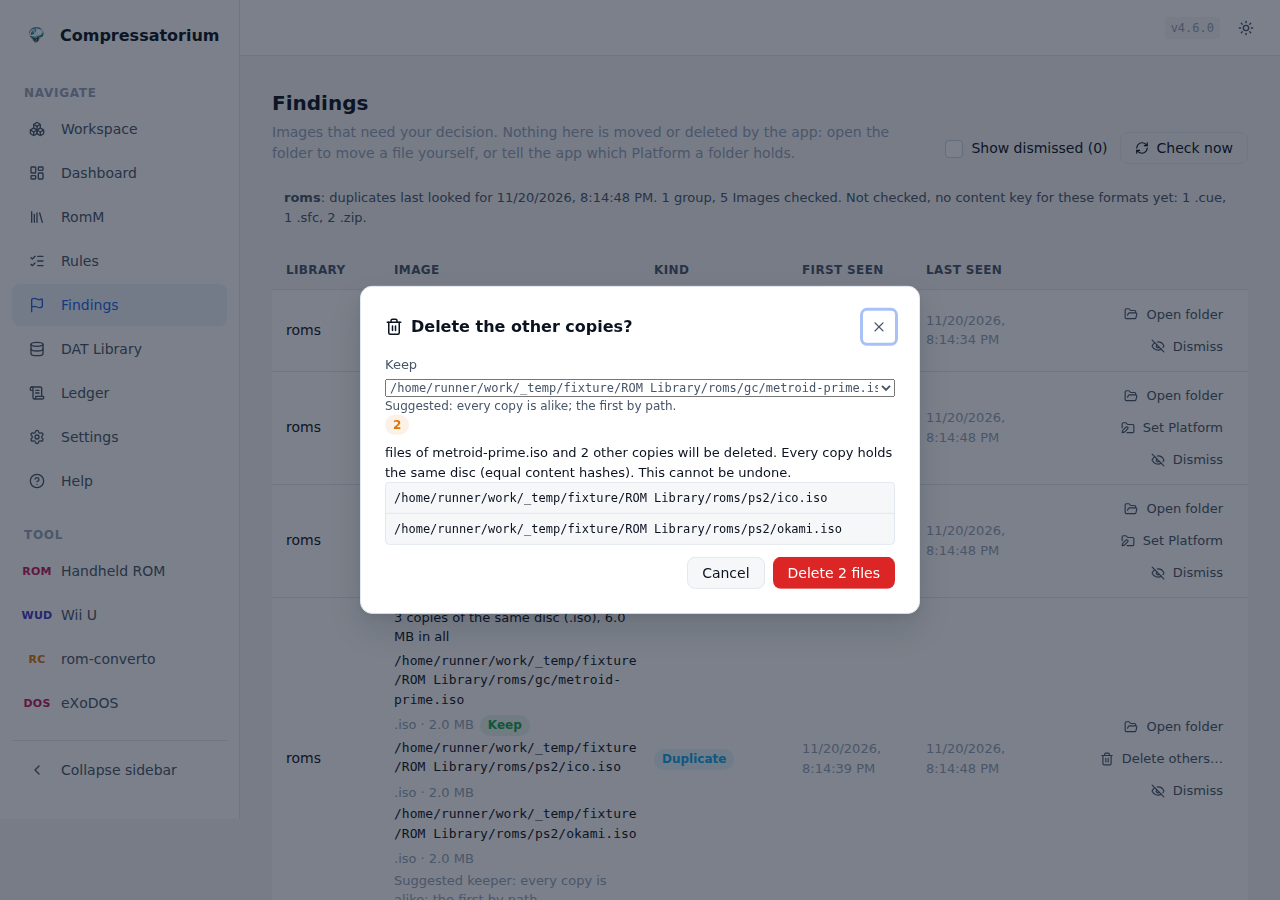 Compressatorium
v4.6.0
NAVIGATE
Workspace
Dashboard
RomM
Rules
Findings
DAT Library
Ledger
Settings
Help
TOOL
ROM Handheld ROM
WUD Wii U
RC rom-converto
DOS eXoDOS
Collapse sidebar
Findings
Images that need your decision. Nothing here is moved or deleted by the app: open the
folder to move a file yourself, or tell the app which Platform a folder holds.
Show dismissed (0)
Check now
roms: duplicates last looked for 11/20/2026, 8:14:48 PM. 1 group, 5 Images checked. Not checked, no content key for these formats yet: 1 .cue,
1 .sfc, 2 .zip.
LIBRARY IMAGE KIND FIRST SEEN LAST SEEN
roms
11/20/2026,
8:14:34 PM
Open folder
Dismiss
roms
11/20/2026,
8:14:48 PM
Open folder
Set Platform
Dismiss
roms
11/20/2026,
8:14:48 PM
Open folder
Set Platform
Dismiss
Delete the other copies?
Keep
/home/runner/work/_temp/fixture/ROM Library/roms/gc/metroid-prime.is
Suggested: every copy is alike; the first by path.
2
files of metroid-prime.iso and 2 other copies will be deleted. Every copy holds
the same disc (equal content hashes). This cannot be undone.
/home/runner/work/_temp/fixture/ROM Library/roms/ps2/ico.iso
/home/runner/work/_temp/fixture/ROM Library/roms/ps2/okami.iso
Cancel
Delete 2 files
roms
3 copies of the same disc (.iso), 6.0
MB in all
/home/runner/work/_temp/fixture
/ROM Library/roms/gc/metroid-
prime.iso
.iso · 2.0 MB Keep
/home/runner/work/_temp/fixture
/ROM Library/roms/ps2/ico.iso
.iso · 2.0 MB
/home/runner/work/_temp/fixture
/ROM Library/roms/ps2/okami.iso
.iso · 2.0 MB
Suggested keeper: every copy is
alike; the first by path.
Duplicate
11/20/2026,
8:14:39 PM
11/20/2026,
8:14:48 PM
Open folder
Delete others…
Dismiss